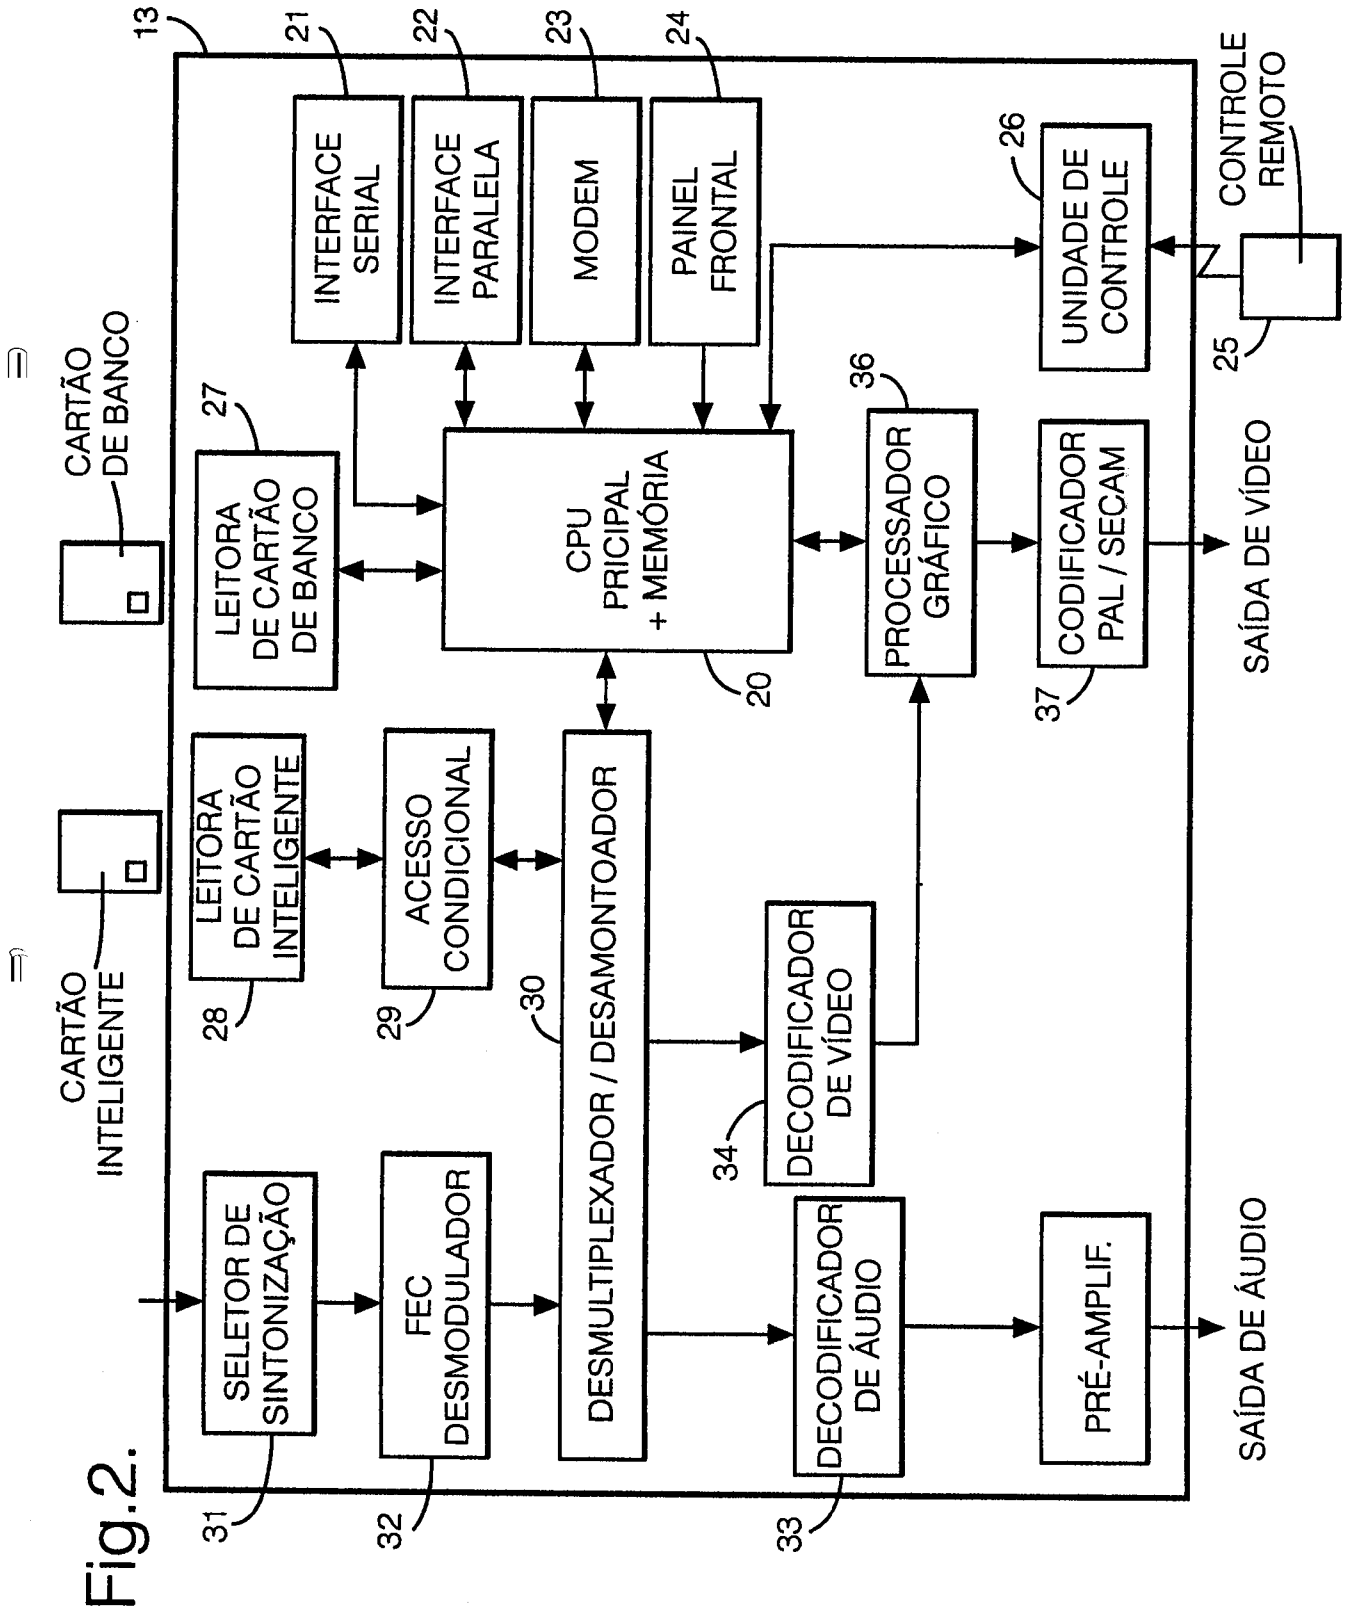 Fig.2.
CARTÃO
INTELIGENTE
CARTÃO
DE BANCO
13
31
SELETOR DE
SINTONIZAÇÃO
28
LEITORA
DE CARTÃO
INTELIGENTE
27
LEITORA
DE CARTÃO
DE BANCO
21
INTERFACE
SERIAL
32
FEC
DESMODULADOR
29
ACESSO
CONDICIONAL
22
INTERFACE
PARALELA
30
DESMULTIPLEXADOR / DESAMONTOADOR
CPU
PRICIPAL
+ MEMÓRIA
20
23
MODEM
24
PAINEL
FRONTAL
33
DECODIFICADOR
DE ÁUDIO
34
DECODIFICADOR
DE VÍDEO
36
PROCESSADOR
GRÁFICO
PRÉ-AMPLIF.
37
CODIFICADOR
PAL / SECAM
26
UNIDADE DE
CONTROLE
25
CONTROLE
REMOTO
SAÍDA DE ÁUDIO
SAÍDA DE VÍDEO